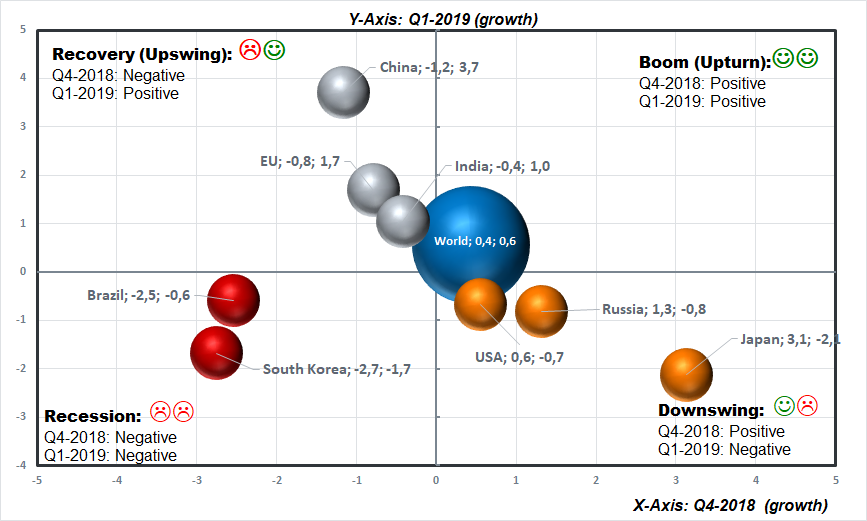 Y-Axis: Q1-2019 (growth)
Recovery (Upswing):
Q4-2018: Negative
Q1-2019: Positive
Boom (Upturn):
Q4-2018: Positive
Q1-2019: Positive
China; -1,2; 3,7
EU; -0,8; 1,7
India; -0,4; 1,0
World; 0,4; 0,6
Brazil; -2,5; -0,6
Russia; 1,3; -0,8
USA; 0,6; -0,7
Japan; 3,1; -2,1
South Korea; -2,7; -1,7
Recession:
Q4-2018: Negative
Q1-2019: Negative
Downswing:
Q4-2018: Positive
Q1-2019: Negative
5
4
3
2
1
0
-1
-2
-3
-4
-5 -4 -3 -2 -1 0 1 2 3 4 5
X-Axis: Q4-2018 (growth)